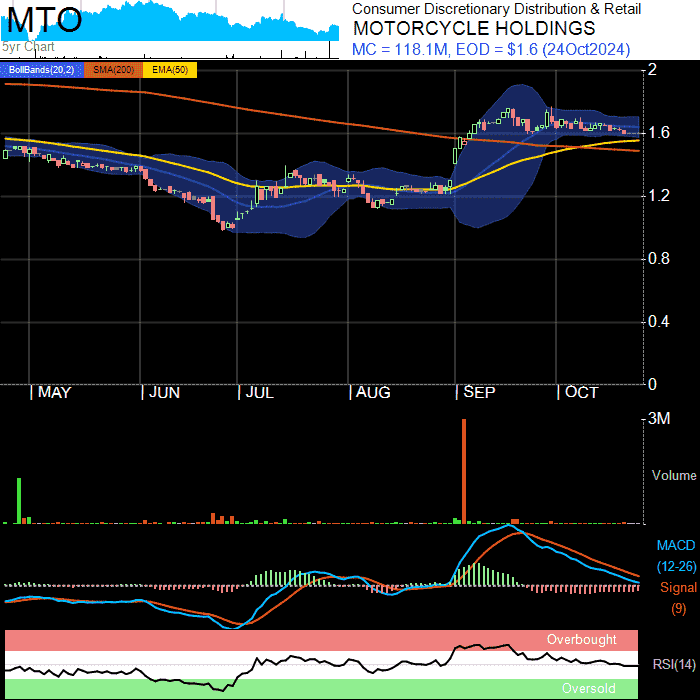 MTO
5yr Chart
Consumer Discretionary Distribution & Retail
MOTORCYCLE HOLDINGS
MC = 118.1M, EOD = $1.6 (24Oct2024)
BollBands(20,2) SMA(200) EMA(50)
2
1.6
1.2
0.8
0.4
0
MAY JUN JUL AUG SEP OCT
3M
Volume
MACD
(12-26)
Signal
(9)
Overbought
RSI(14)
Oversold